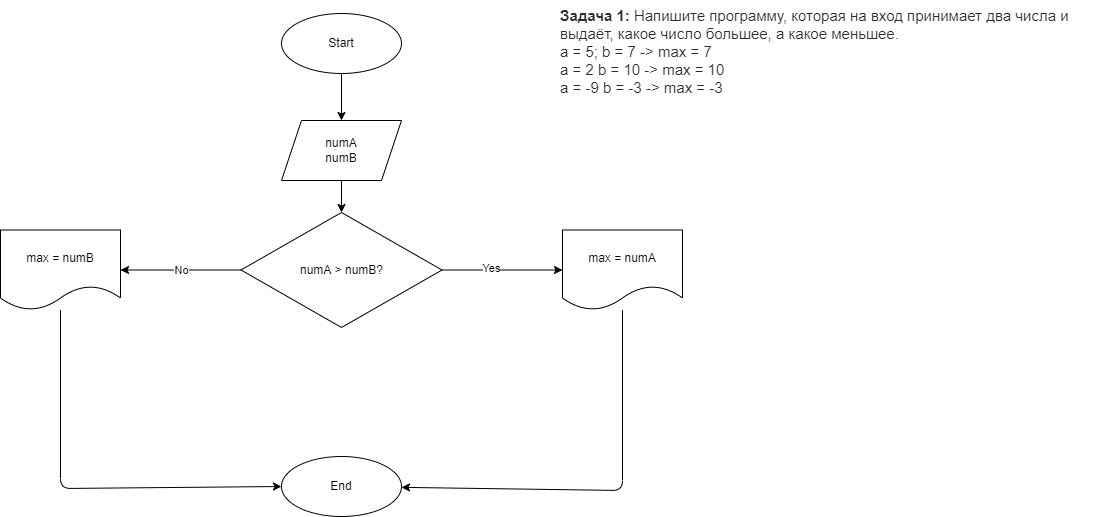 Задача 1: Напишите программу, которая на вход принимает два числа и
выдаёт, какое число большее, а какое меньшее.
a = 5; b = 7 -> max = 7
a = 2 b = 10 -> max = 10
a = -9 b = -3 -> max = -3
Start
numA
numB
max = numB
No
numA > numB?
Yes
max = numA
End